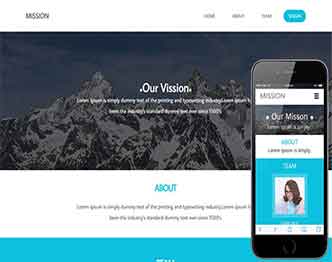 MISSION
HOME ABOUT TEAM
Our Vission
Lorem Ipsum is simply dummy text of the printing and typesetting industry.Lorem Ipsum has been
the industry's standard dummy text ever since 1500's
ABOUT
Lorem Ipsum is simply dummy text of the printing and typesetting industry.Lorem Ipsum has been
the industry's standard dummy text ever since 1500's
TEAM
MISSION
Our Misson
Lorem Ipsum is simply.
ABOUT
Lorem Ipsum is simply.
TEAM